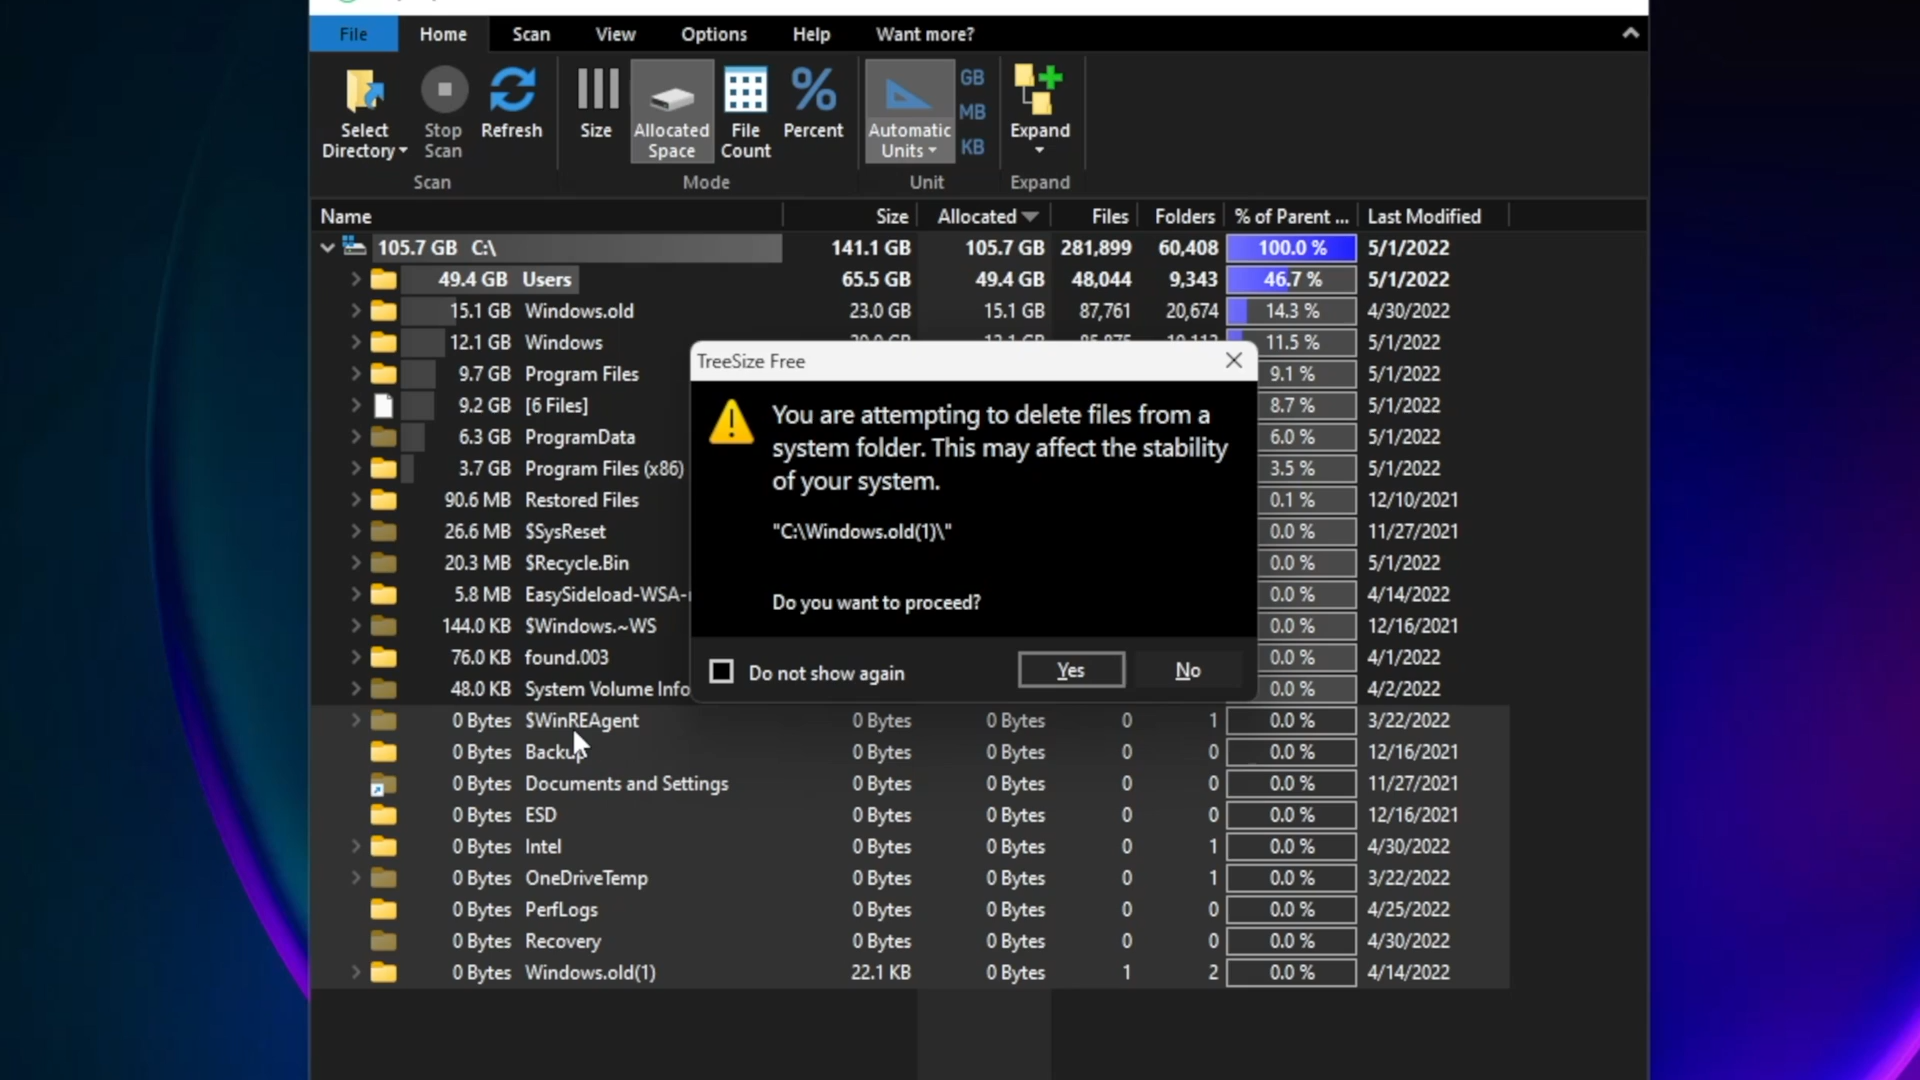 File Home Scan View Options Help Want more?
Select Directory Stop Scan Refresh Size Allocated Space File Count Percent Automatic Units GB MB KB Expand
Scan Mode Unit Expand
Name Size Allocated Files Folders % of Parent ... Last Modified
105.7 GB C:\ 141.1 GB 105.7 GB 281,899 60,408 100.0 % 5/1/2022
49.4 GB Users 65.5 GB 49.4 GB 48,044 9,343 46.7 % 5/1/2022
15.1 GB Windows.old 23.0 GB 15.1 GB 87,761 20,674 14.3 % 4/30/2022
12.1 GB Windows 11.5 % 5/1/2022
9.7 GB Program Files 9.1 % 5/1/2022
9.2 GB [6 Files] 8.7 % 5/1/2022
6.3 GB ProgramData 6.0 % 5/1/2022
3.7 GB Program Files (x86) 3.5 % 5/1/2022
90.6 MB Restored Files 0.1 % 12/10/2021
26.6 MB $SysReset 0.0 % 11/27/2021
20.3 MB $Recycle.Bin 0.0 % 5/1/2022
5.8 MB EasySideload-WSA- 0.0 % 4/14/2022
144.0 KB $Windows.~WS 0.0 % 12/16/2021
76.0 KB found.003 0.0 % 4/1/2022
48.0 KB System Volume Info 0.0 % 4/2/2022
TreeSize Free
You are attempting to delete files from a
system folder. This may affect the stability
of your system.
"C:\Windows.old(1)\"
Do you want to proceed?
Do not show again Yes No
0 Bytes $WinREAgent 0 Bytes 0 Bytes 0 1 0.0 % 3/22/2022
0 Bytes Backup 0 Bytes 0 Bytes 0 0 0.0 % 12/16/2021
0 Bytes Documents and Settings 0 Bytes 0 Bytes 0 0 0.0 % 11/27/2021
0 Bytes ESD 0 Bytes 0 Bytes 0 0 0.0 % 12/16/2021
0 Bytes Intel 0 Bytes 0 Bytes 0 1 0.0 % 4/30/2022
0 Bytes OneDriveTemp 0 Bytes 0 Bytes 0 1 0.0 % 3/22/2022
0 Bytes PerfLogs 0 Bytes 0 Bytes 0 0 0.0 % 4/25/2022
0 Bytes Recovery 0 Bytes 0 Bytes 0 0 0.0 % 4/30/2022
0 Bytes Windows.old(1) 22.1 KB 0 Bytes 1 2 0.0 % 4/14/2022